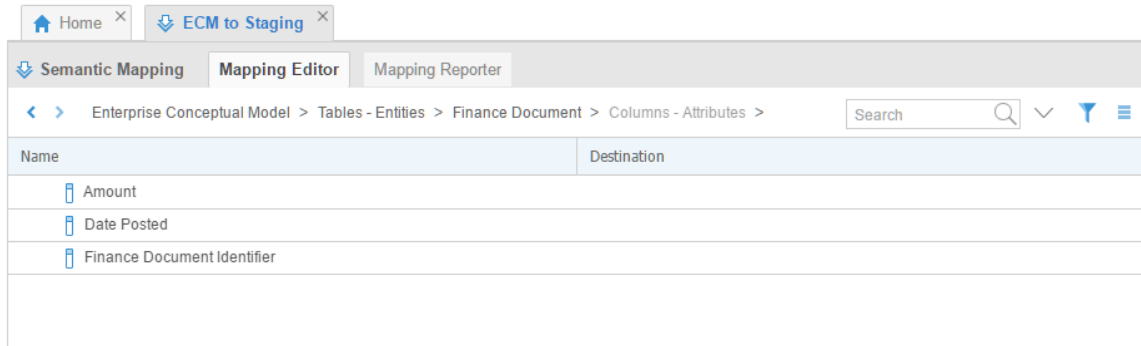 Home ECM to Staging
Semantic Mapping Mapping Editor Mapping Reporter
Enterprise Conceptual Model > Tables - Entities > Finance Document > Columns - Attributes > Search
Name Destination
Amount
Date Posted
Finance Document Identifier